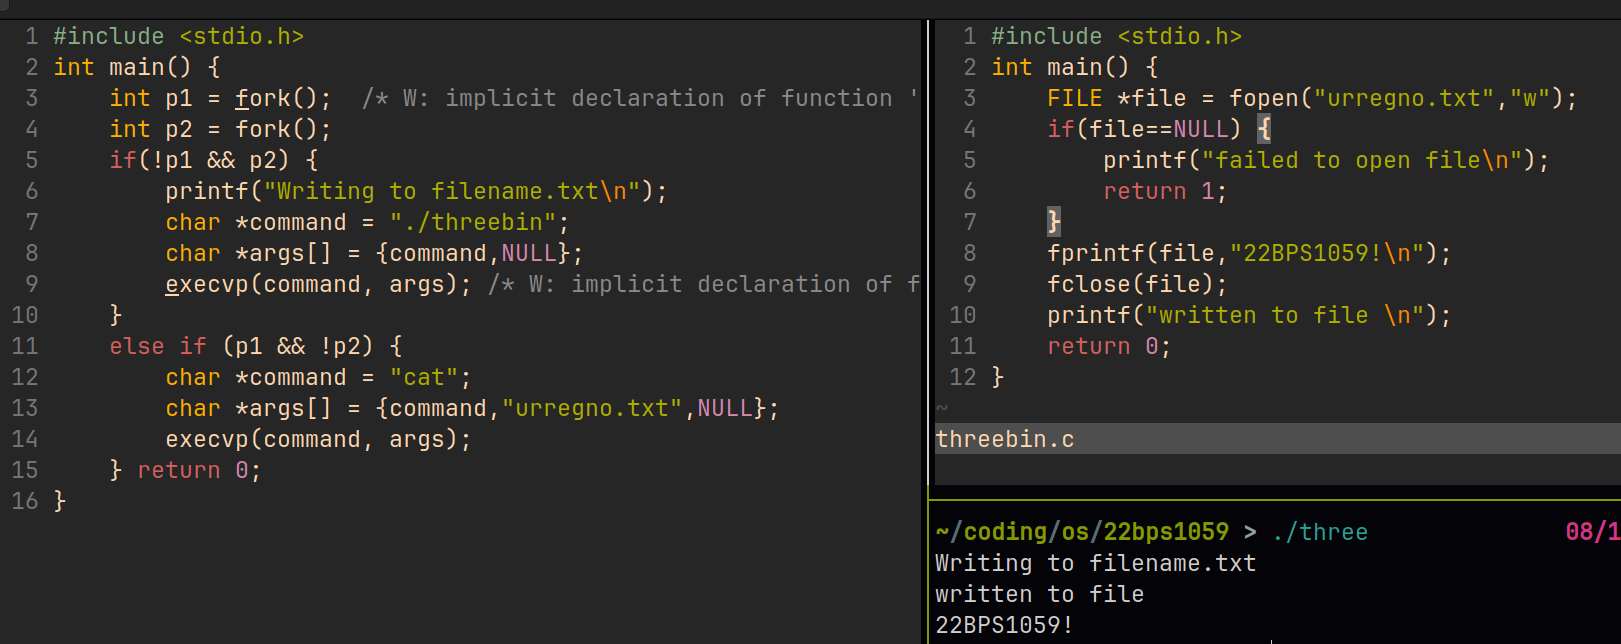 1 #include <stdio.h>
2 int main() {
3     int p1 = fork();  /* W: implicit declaration of function '
4     int p2 = fork();
5     if(!p1 && p2) {
6         printf("Writing to filename.txt\n");
7         char *command = "./threebin";
8         char *args[] = {command,NULL};
9         execvp(command, args); /* W: implicit declaration of f
10     }
11     else if (p1 && !p2) {
12         char *command = "cat";
13         char *args[] = {command,"urregno.txt",NULL};
14         execvp(command, args);
15     } return 0;
16 }
1 #include <stdio.h>
2 int main() {
3     FILE *file = fopen("urregno.txt","w");
4     if(file==NULL) {
5         printf("failed to open file\n");
6         return 1;
7     }
8     fprintf(file,"22BPS1059!\n");
9     fclose(file);
10     printf("written to file \n");
11     return 0;
12 }
~
threebin.c
~/coding/os/22bps1059 > ./three 08/1
Writing to filename.txt
written to file
22BPS1059!